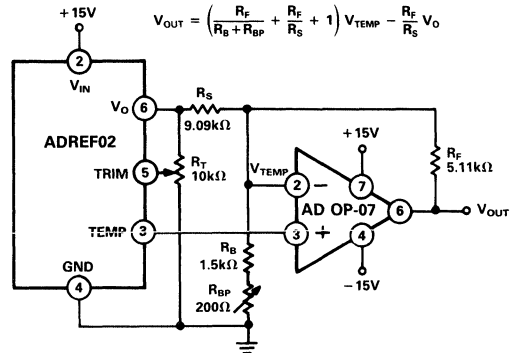 +15V
V_OUT = (R_F/(R_B + R_BP) + R_F/R_S + 1) V_TEMP − R_F/R_S V_O
2
V_IN
V_O
6
R_S
9.09kΩ
ADREF02
TRIM
5
R_T
10kΩ
TEMP
3
GND
4
V_TEMP
+15V
2
−
7
AD OP-07
6
3
+
4
−15V
R_F
5.11kΩ
V_OUT
R_B
1.5kΩ
R_BP
200Ω